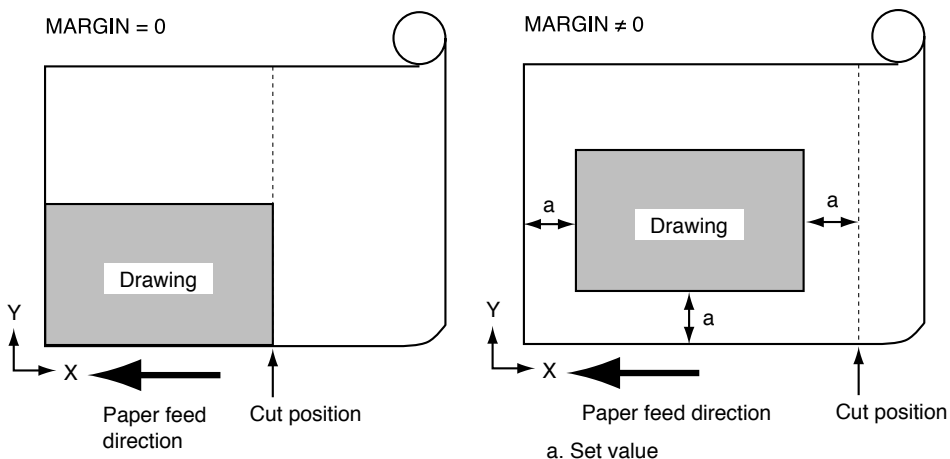 MARGIN = 0
Drawing
Y
X
Paper feed
direction
Cut position
MARGIN ≠ 0
a
a
Drawing
a
Y
X
Paper feed direction
Cut position
a. Set value